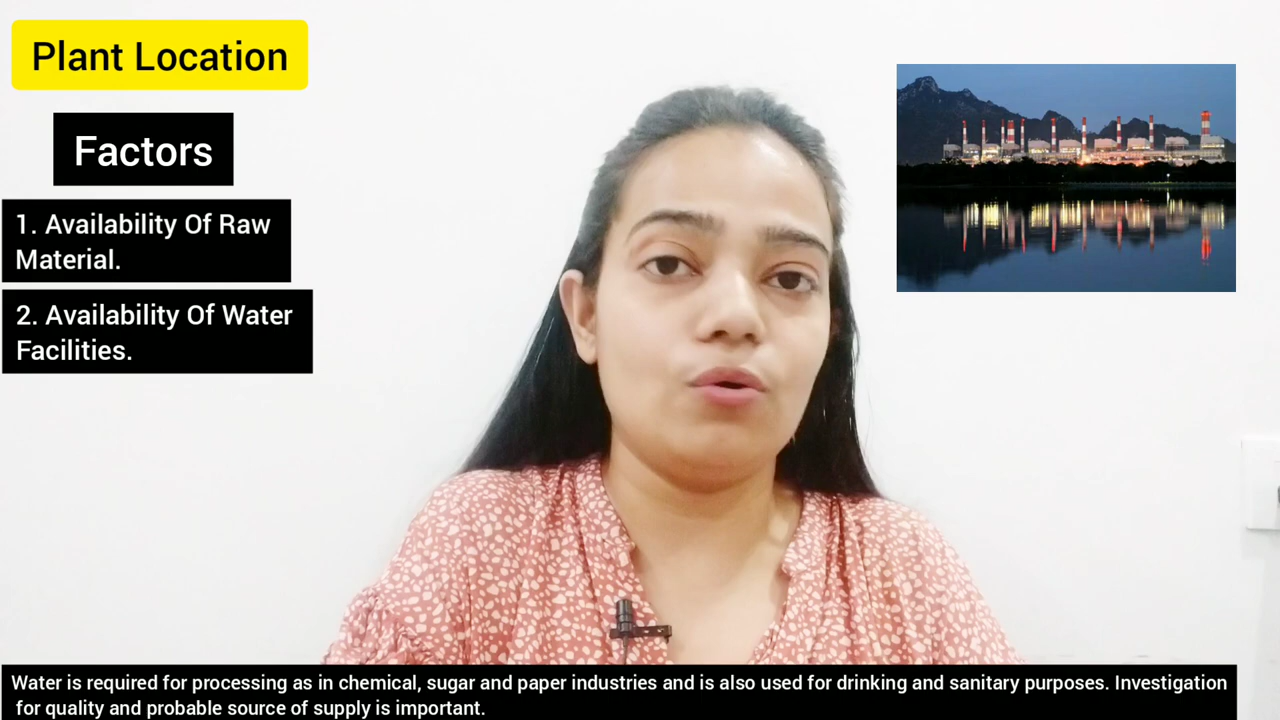 Plant Location
Factors
1. Availability Of Raw
Material.
2. Availability Of Water
Facilities.
Water is required for processing as in chemical, sugar and paper industries and is also used for drinking and sanitary purposes. Investigation
for quality and probable source of supply is important.